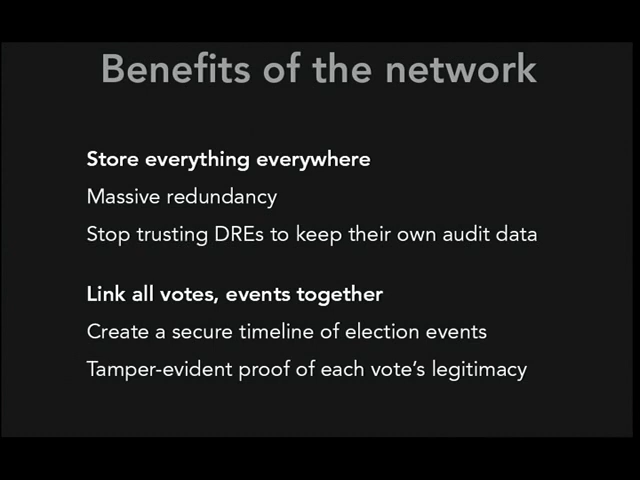 Benefits of the network
Store everything everywhere
Massive redundancy
Stop trusting DREs to keep their own audit data
Link all votes, events together
Create a secure timeline of election events
Tamper-evident proof of each vote's legitimacy